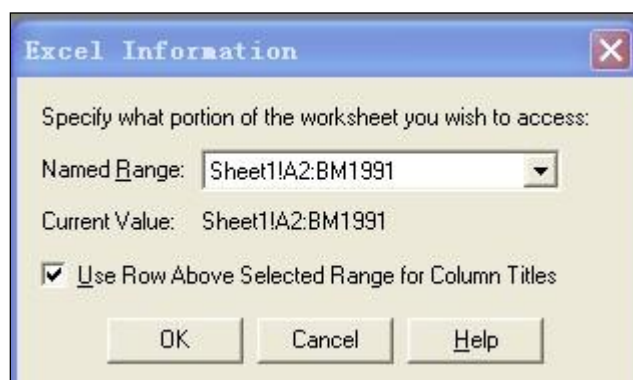 Excel Information
Specify what portion of the worksheet you wish to access:
Named Range: Sheet1!A2:BM1991
Current Value: Sheet1!A2:BM1991
Use Row Above Selected Range for Column Titles
OK Cancel Help